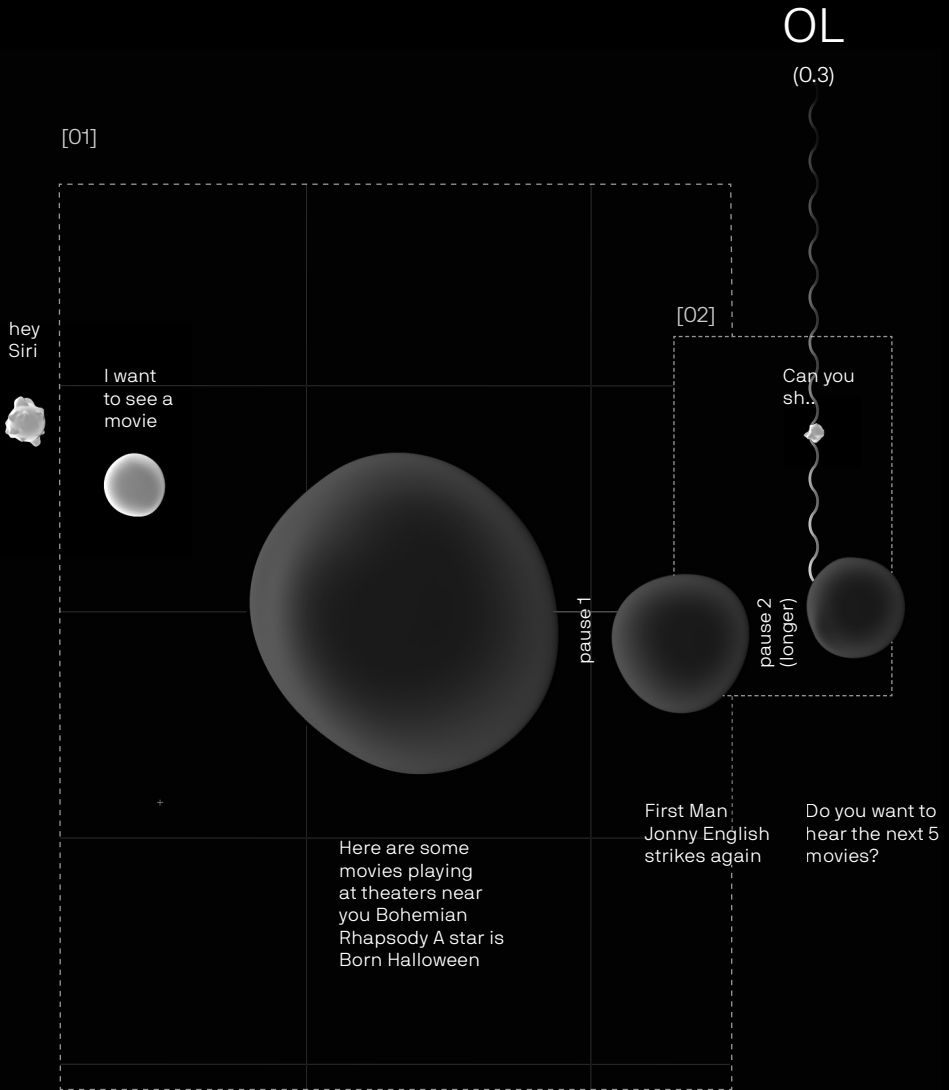 OL
(0.3)
[01]
[02]
hey
Siri
I want
to see a
movie
Can you
sh..
pause 1
pause 2
(longer)
First Man
Jonny English
strikes again
Do you want to
hear the next 5
movies?
Here are some
movies playing
at theaters near
you Bohemian
Rhapsody A star is
Born Halloween